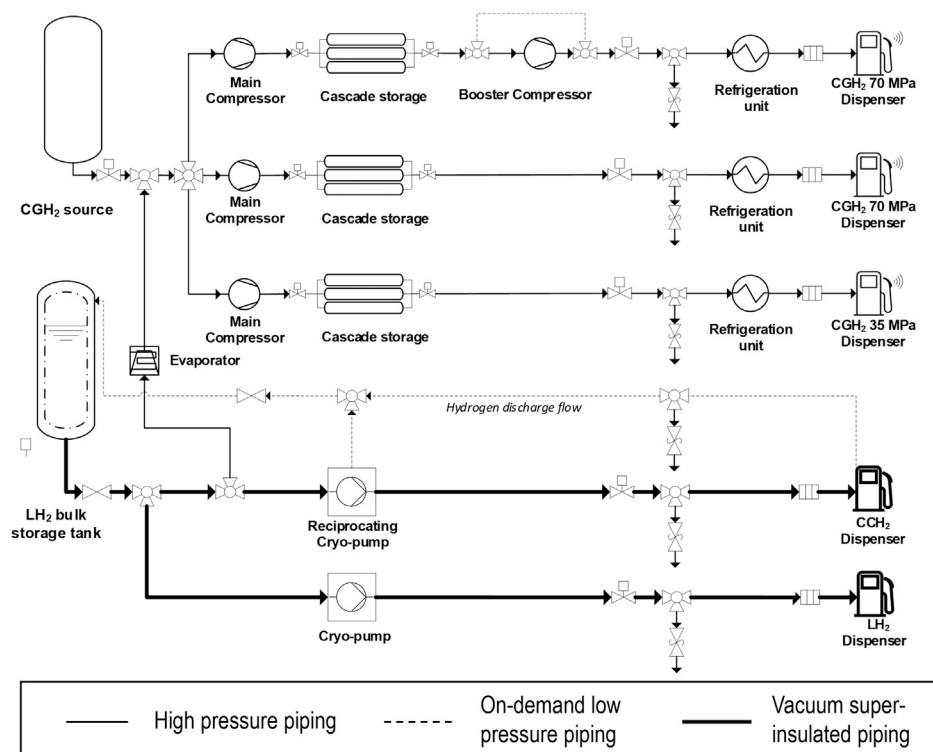 Main
Compressor
Cascade storage
Booster Compressor
Refrigeration
unit
CGH₂ 70 MPa
Dispenser
CGH₂ source
Main
Compressor
Cascade storage
Refrigeration
unit
CGH₂ 70 MPa
Dispenser
Main
Compressor
Cascade storage
Refrigeration
unit
CGH₂ 35 MPa
Dispenser
Evaporator
Hydrogen discharge flow
LH₂ bulk
storage tank
Reciprocating
Cryo-pump
CCH₂
Dispenser
Cryo-pump
LH₂
Dispenser
High pressure piping
On-demand low
pressure piping
Vacuum super-
insulated piping